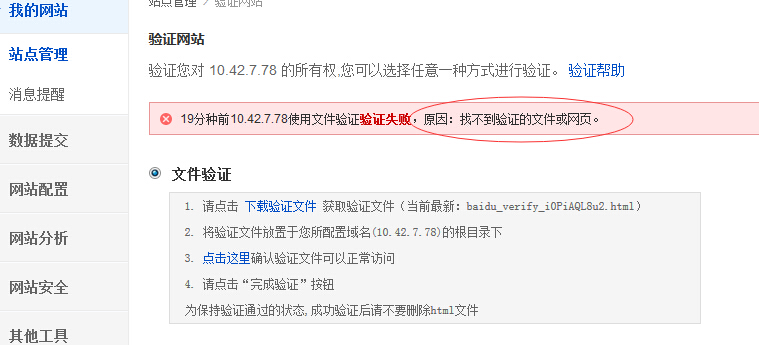 我的网站
站点管理
消息提醒
数据提交
网站配置
网站分析
网站安全
其他工具
站点管理 > 验证网站
验证网站
验证您对 10.42.7.78 的所有权,您可以选择任意一种方式进行验证。 验证帮助
19分种前10.42.7.78使用文件验证验证失败，原因：找不到验证的文件或网页。
文件验证
1. 请点击 下载验证文件 获取验证文件（当前最新：baidu_verify_iOPiAQL8u2.html）
2. 将验证文件放置于您所配置域名(10.42.7.78)的根目录下
3. 点击这里确认验证文件可以正常访问
4. 请点击“完成验证”按钮
为保持验证通过的状态,成功验证后请不要删除html文件